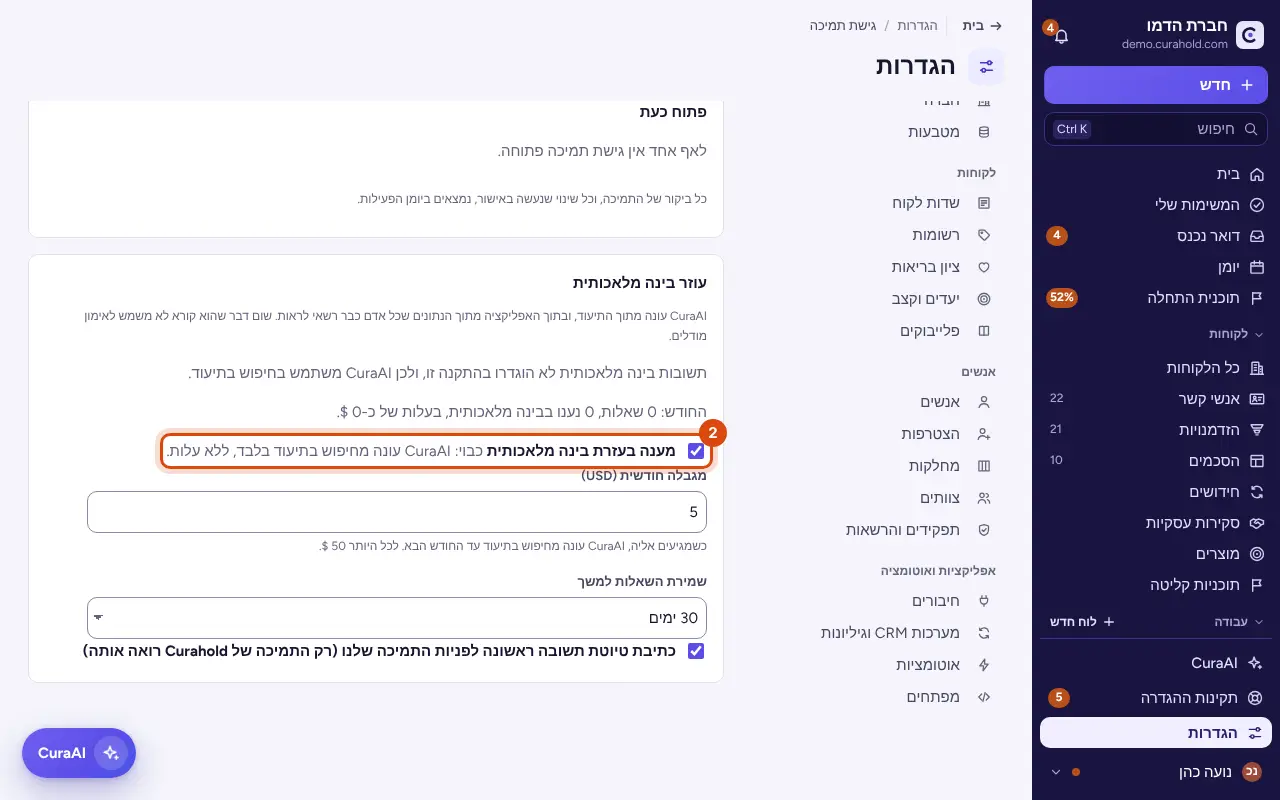 חברת הדמו
demo.curahold.com
4
חדש
חיפוש
Ctrl K
בית
המשימות שלי
דואר נכנס
4
יומן
תוכנית התחלה
52%
לקוחות
כל הלקוחות
אנשי קשר
22
הזדמנויות
21
הסכמים
10
חידושים
סקירות עסקיות
מוצרים
תוכניות קליטה
עבודה
לוח חדש
CuraAI
תקינות ההגדרה
5
הגדרות
נועה כהן
נכ
בית
הגדרות / גישת תמיכה
הגדרות
חברה
מטבעות
לקוחות
שדות לקוח
רשומות
ציון בריאות
יעדים וקצב
פלייבוקים
אנשים
אנשים
הצטרפות
מחלקות
צוותים
תפקידים והרשאות
אפליקציות ואוטומציה
חיבורים
מערכות CRM וגיליונות
אוטומציות
מפתחים
פתוח כעת
לאף אחד אין גישת תמיכה פתוחה.
כל ביקור של התמיכה, וכל שינוי שנעשה באישור, נמצאים ביומן הפעילות.
עוזר בינה מלאכותית
CuraAI עונה מתוך התיעוד, ובתוך האפליקציה מתוך הנתונים שכל אדם כבר רשאי לראות. שום דבר שהוא קורא לא משמש לאימון
מודלים.
תשובות בינה מלאכותית לא הוגדרו בהתקנה זו, ולכן CuraAI משתמש בחיפוש בתיעוד.
החודש: 0 שאלות, 0 נענו בבינה מלאכותית, בעלות של כ-0 $.
2
מענה בעזרת בינה מלאכותית כבוי: CuraAI עונה מחיפוש בתיעוד בלבד, ללא עלות.
מגבלה חודשית (USD)
5
כשמגיעים אליה, CuraAI עונה מחיפוש בתיעוד עד החודש הבא. לכל היותר 50 $.
שמירת השאלות למשך
30 ימים
כתיבת טיוטת תשובה ראשונה לפניות התמיכה שלנו (רק התמיכה של Curahold רואה אותה)
CuraAI